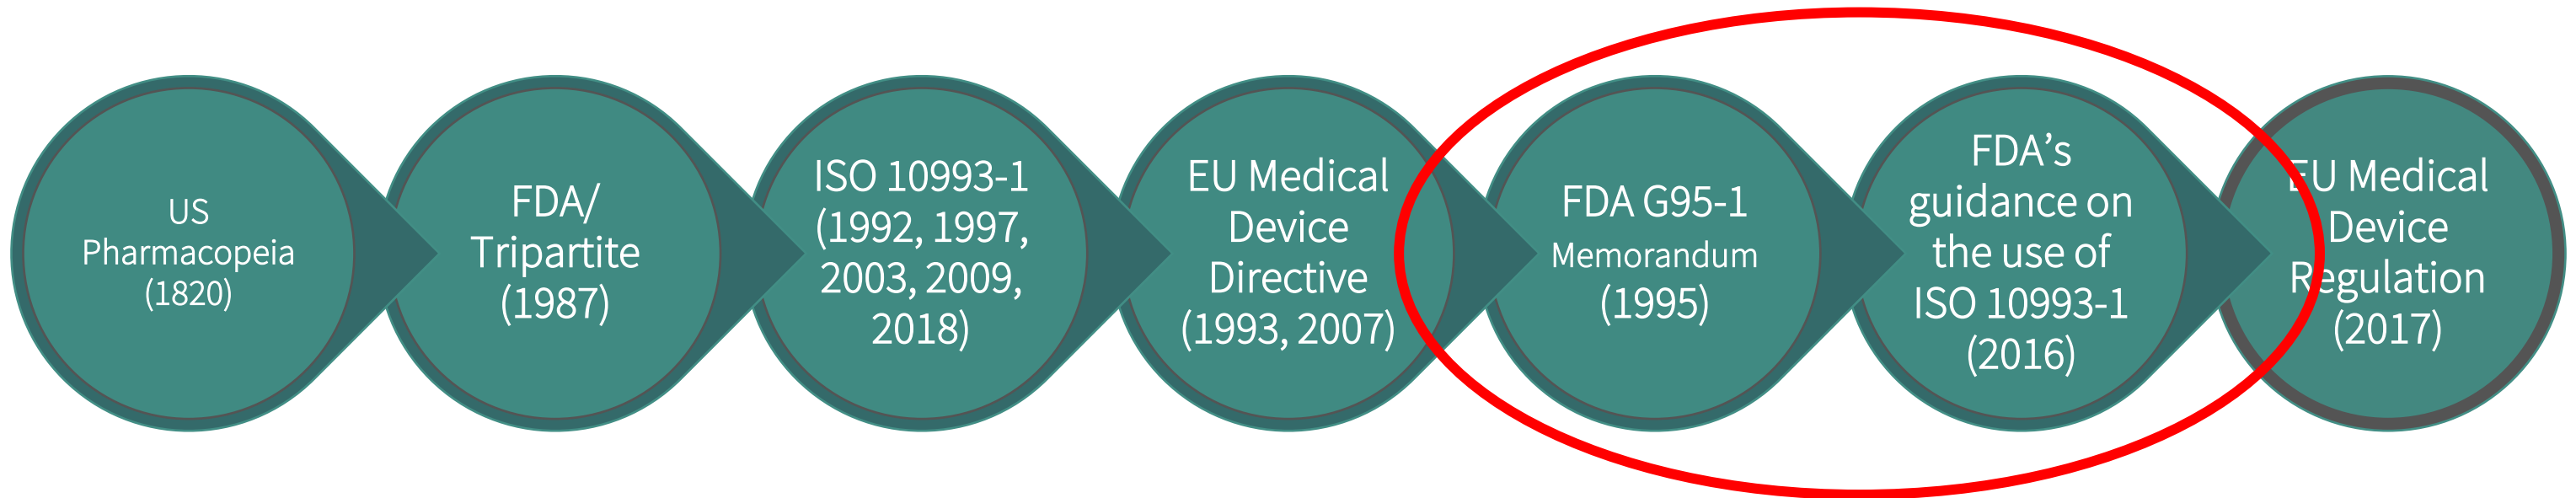 US
Pharmacopeia
(1820)
FDA/
Tripartite
(1987)
ISO 10993-1
(1992, 1997,
2003, 2009,
2018)
EU Medical
Device
Directive
(1993, 2007)
FDA G95-1
Memorandum
(1995)
FDA’s
guidance on
the use of
ISO 10993-1
(2016)
EU Medical
Device
Regulation
(2017)